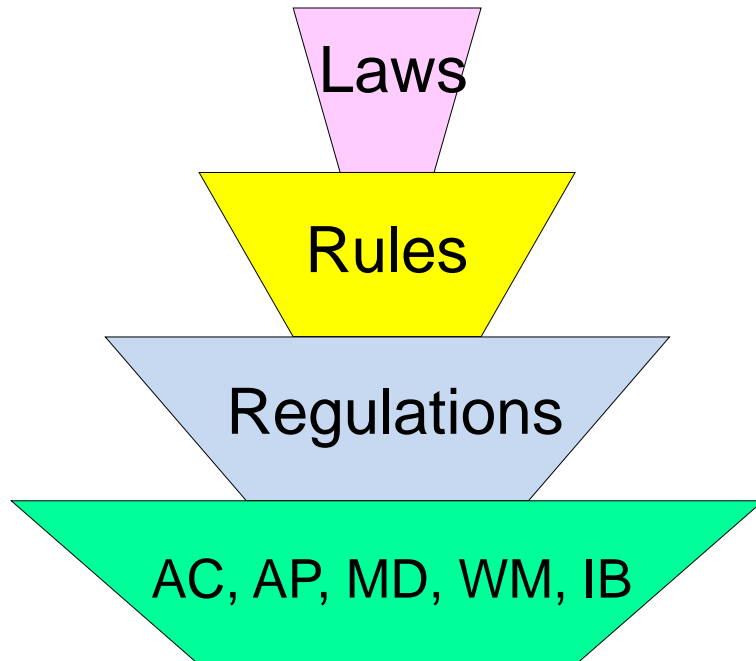 Laws
Rules
Regulations
AC, AP, MD, WM, IB